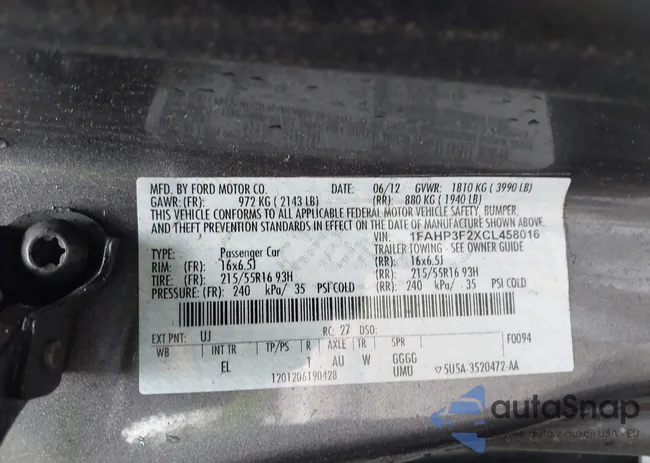 MFD. BY FORD MOTOR CO. DATE: 06/12 GVWR: 1810 KG ( 3990 LB)
GAWR: (FR): 972 KG ( 2143 LB) (RR): 880 KG ( 1940 LB)
THIS VEHICLE CONFORMS TO ALL APPLICABLE FEDERAL MOTOR VEHICLE SAFETY, BUMPER,
AND THEFT PREVENTION STANDARDS IN EFFECT ON THE DATE OF MANUFACTURE SHOWN ABOVE.
VIN: 1FAHP3F2XCL458016
TYPE: Passenger Car TRAILER TOWING - SEE OWNER GUIDE
RIM: (FR): 16x6.5J (RR): 16x6.5J
TIRE: (FR): 215/55R16 93H (RR): 215/55R16 93H
PRESSURE: (FR): 240 kPa/ 35 PSI COLD (RR): 240 kPa/ 35 PSI COLD
EXT PNT: UJ RC: 27 DSO: F0094
WB INT TR TP/PS R AXLE TR SPR
EL 1 AU W GGGG
1201206190428 UMU 5U5A-3520472-AA
autoSnap
auta z aukcji USA - EU